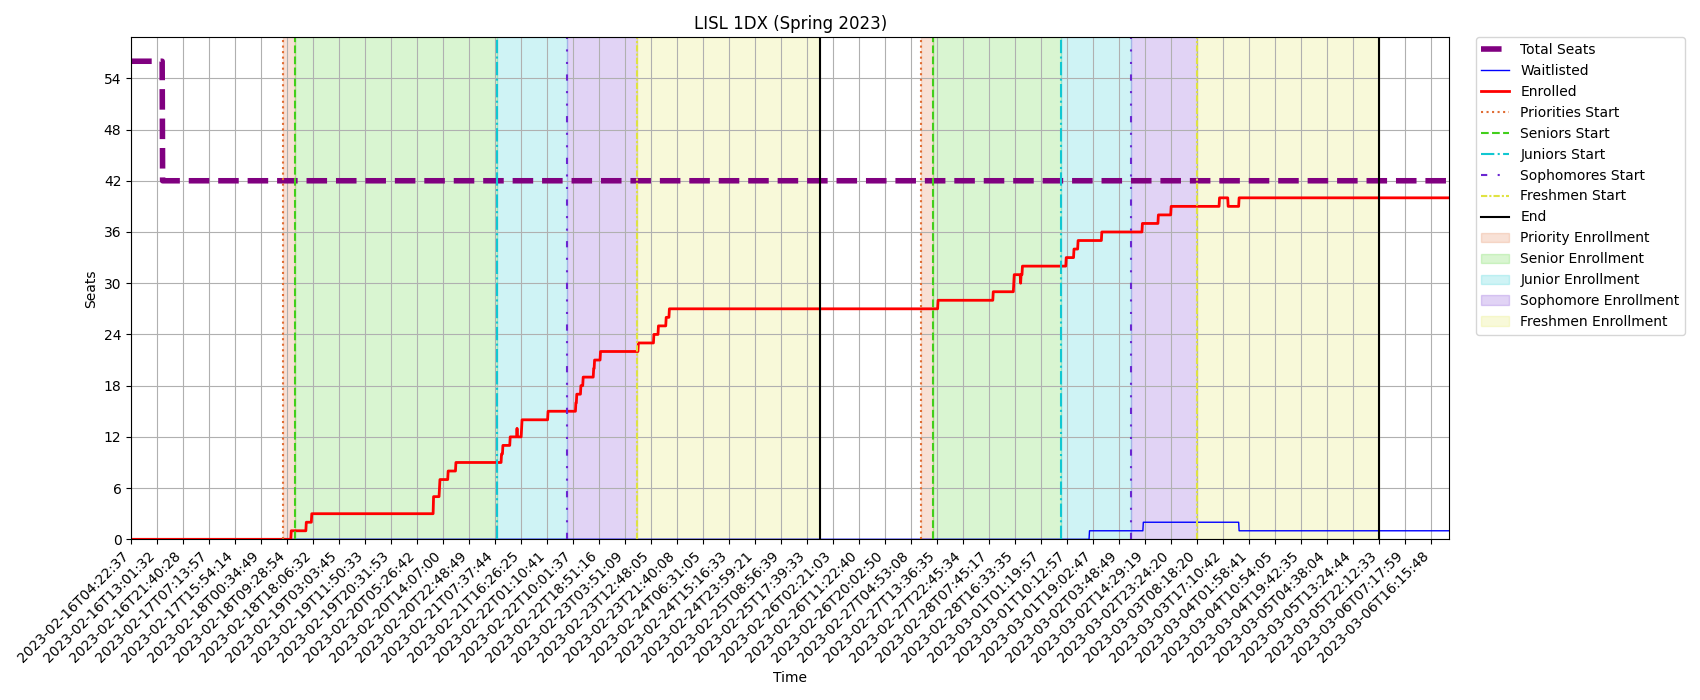 LISL 1DX (Spring 2023)
Seats
54
48
42
36
30
24
18
12
6
0
2023-02-16T04:22:37
2023-02-16T13:01:32
2023-02-16T21:40:28
2023-02-17T07:13:57
2023-02-17T15:54:14
2023-02-18T00:34:49
2023-02-18T09:28:54
2023-02-18T18:06:32
2023-02-19T03:03:45
2023-02-19T11:50:33
2023-02-19T20:31:53
2023-02-20T05:26:42
2023-02-20T14:07:00
2023-02-20T22:48:49
2023-02-21T07:37:44
2023-02-21T16:26:25
2023-02-22T01:10:41
2023-02-22T10:01:37
2023-02-22T18:51:16
2023-02-23T03:51:09
2023-02-23T12:48:05
2023-02-23T21:40:08
2023-02-24T06:31:05
2023-02-24T15:16:33
2023-02-24T23:59:21
2023-02-25T08:56:39
2023-02-25T17:39:33
2023-02-26T02:21:03
2023-02-26T11:22:40
2023-02-26T20:02:50
2023-02-27T04:53:08
2023-02-27T13:36:35
2023-02-27T22:45:34
2023-02-28T07:45:17
2023-02-28T16:33:35
2023-03-01T01:19:57
2023-03-01T10:12:57
2023-03-01T19:02:47
2023-03-02T03:48:49
2023-03-02T14:29:19
2023-03-02T23:24:20
2023-03-03T08:18:20
2023-03-03T17:10:42
2023-03-04T01:58:41
2023-03-04T10:54:05
2023-03-04T19:42:35
2023-03-05T04:38:04
2023-03-05T13:24:44
2023-03-05T22:12:33
2023-03-06T07:17:59
2023-03-06T16:15:48
Time
Total Seats
Waitlisted
Enrolled
Priorities Start
Seniors Start
Juniors Start
Sophomores Start
Freshmen Start
End
Priority Enrollment
Senior Enrollment
Junior Enrollment
Sophomore Enrollment
Freshmen Enrollment